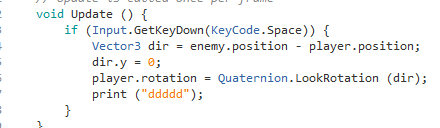 // Update is called once per frame
void Update () {
if (Input.GetKeyDown(KeyCode.Space)) {
Vector3 dir = enemy.position - player.position;
dir.y = 0;
player.rotation = Quaternion.LookRotation (dir);
print ("ddddd");
}
}